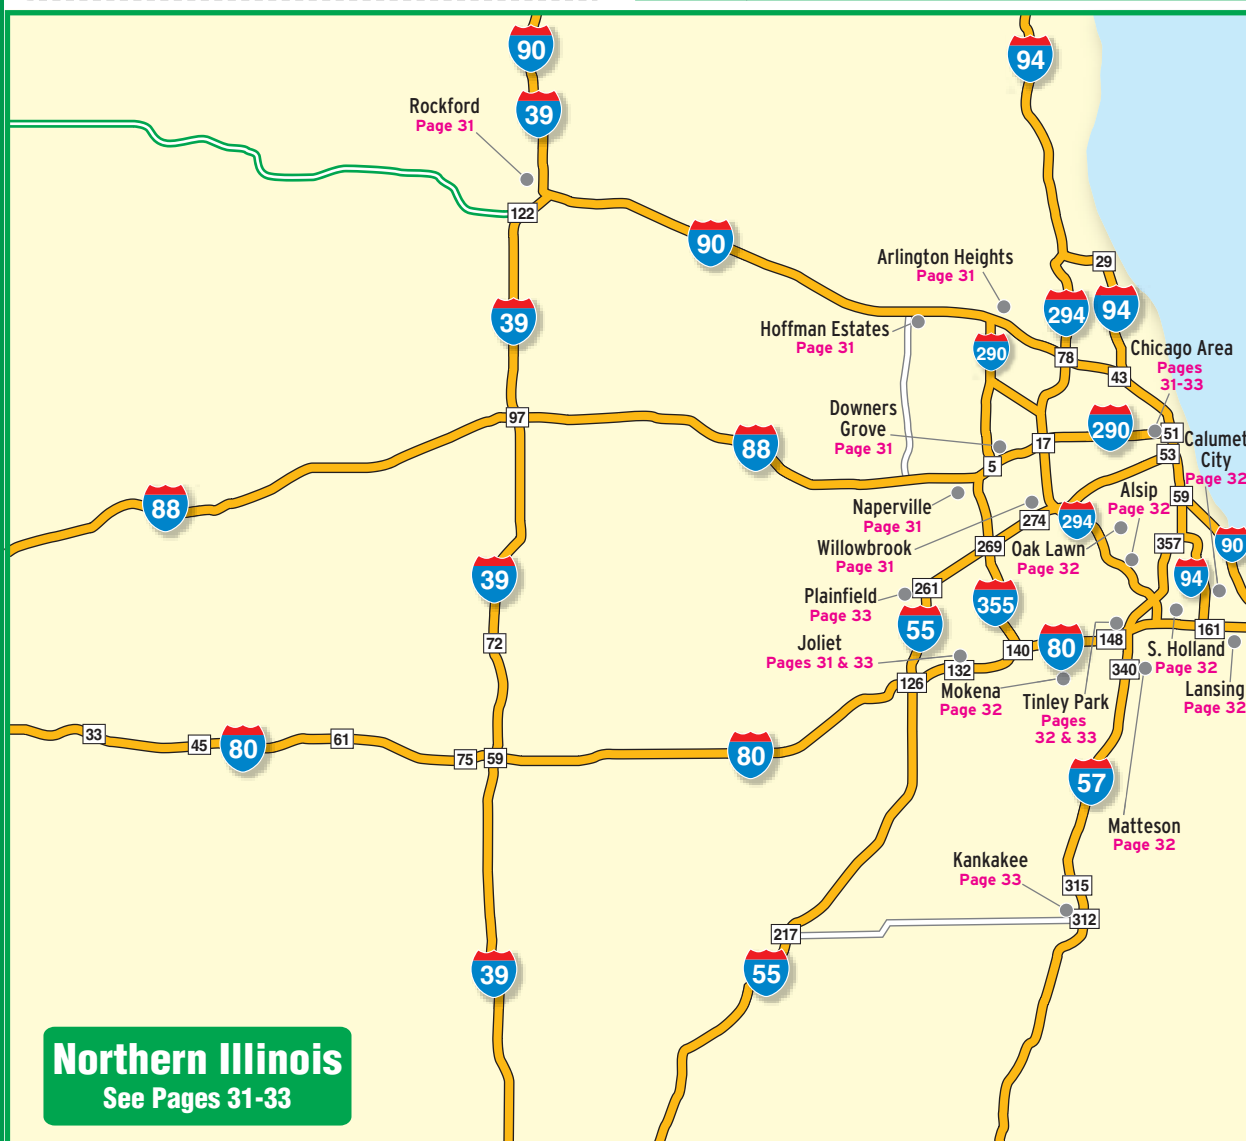 90
94
39
Rockford
Page 31
122
90
29
Arlington Heights
Page 31
39
294
94
Hoffman Estates
Page 31
290
78
Chicago Area
Pages
31-33
43
97
Downers
Grove
Page 31
88
290
51
17
53
Calumet
City
Page 32
5
88
Naperville
Page 31
Alsip
Page 32
59
274
294
Willowbrook
Page 31
269
Oak Lawn
Page 32
357
90
39
261
94
Plainfield
Page 33
355
55
72
Joliet
Pages 31 & 33
140
80
148
161
132
S. Holland
Page 32
126
340
Mokena
Page 32
Tinley Park
Pages
32 & 33
Lansing
Page 32
33
45
80
61
75
59
80
57
Matteson
Page 32
Kankakee
Page 33
315
312
217
39
55
Northern Illinois
See Pages 31-33